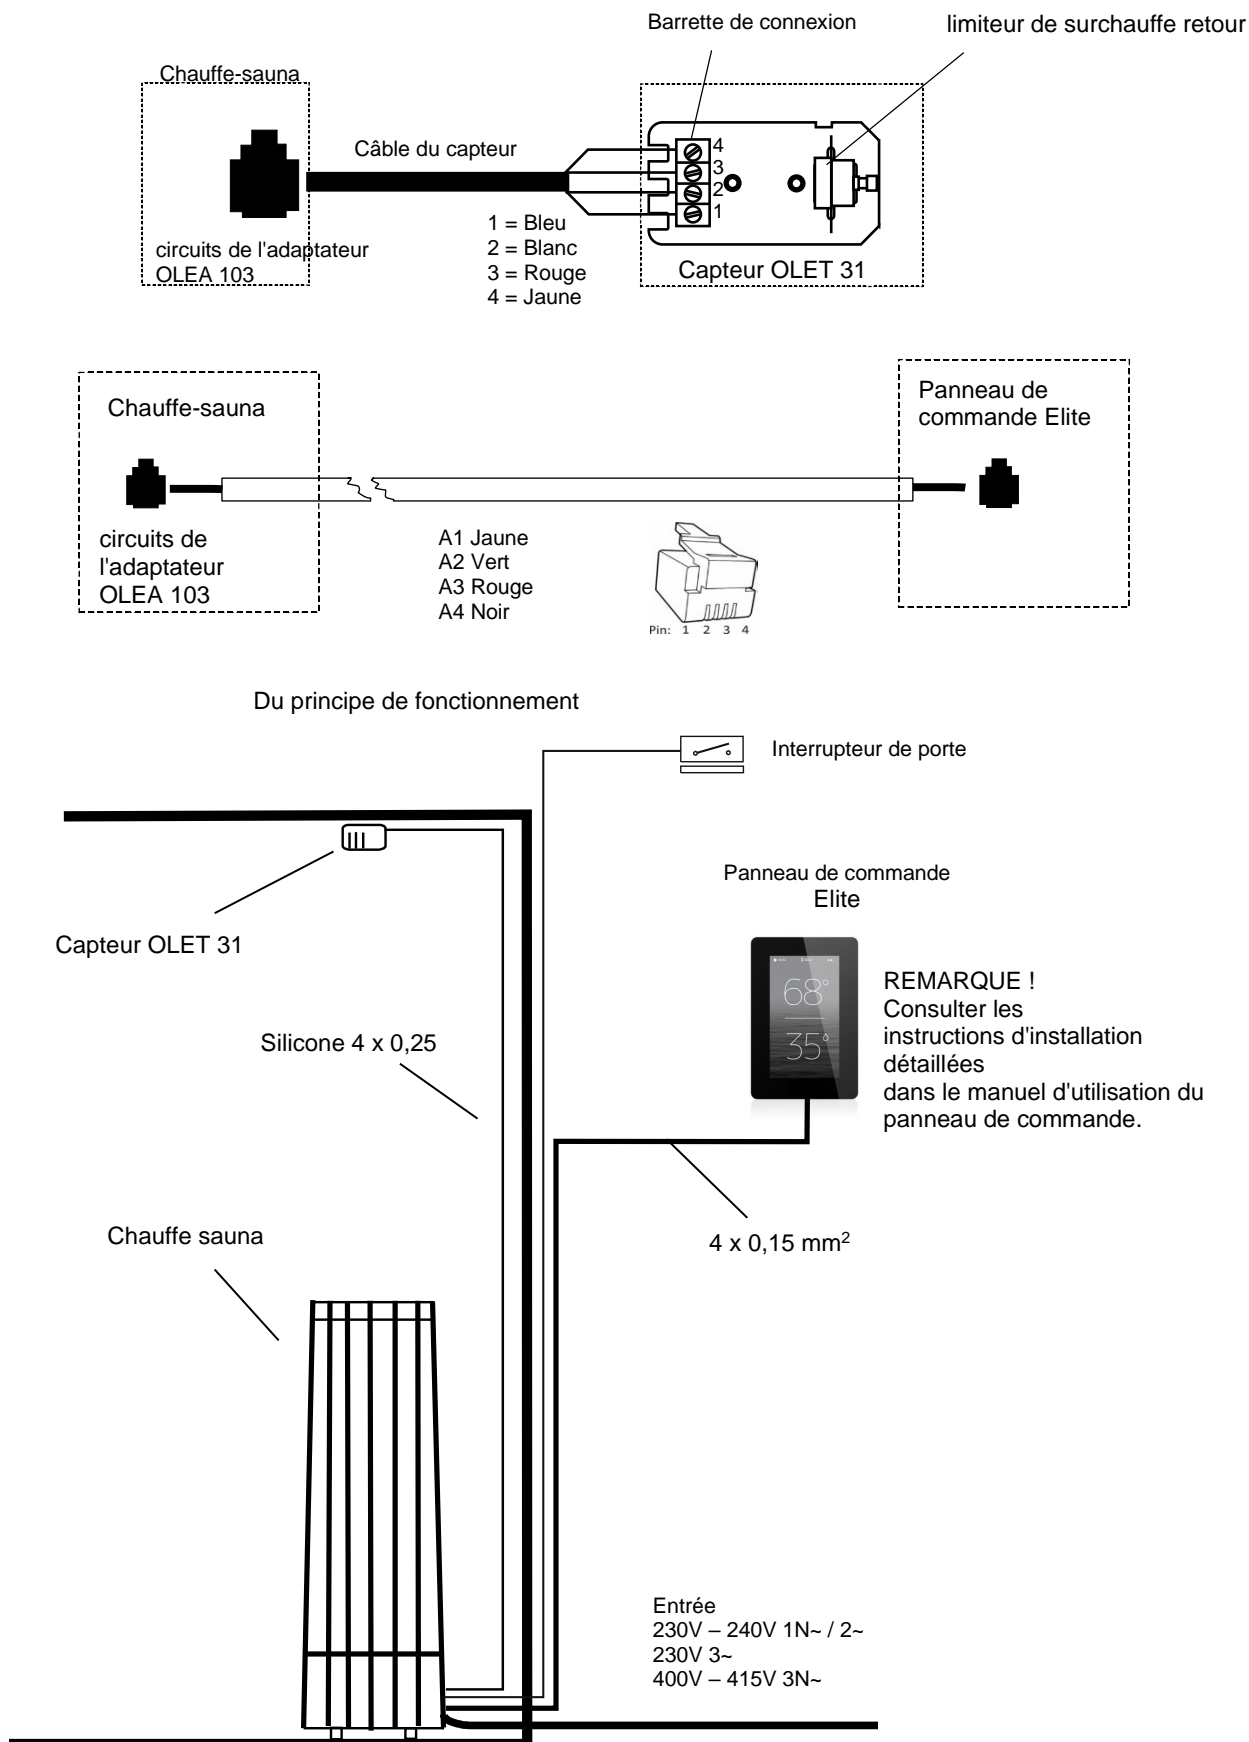 Barrette de connexion
limiteur de surchauffe retour
Chauffe-sauna
Câble du capteur
4
3
2
1
1 = Bleu
2 = Blanc
3 = Rouge
4 = Jaune
circuits de l'adaptateur
OLEA 103
Capteur OLET 31
Chauffe-sauna
Panneau de
commande Elite
circuits de
l'adaptateur
OLEA 103
A1 Jaune
A2 Vert
A3 Rouge
A4 Noir
Pin: 1 2 3 4
Du principe de fonctionnement
Interrupteur de porte
Panneau de commande
Elite
Capteur OLET 31
68°
35°
REMARQUE !
Consulter les
instructions d'installation
détaillées
dans le manuel d'utilisation du
panneau de commande.
Silicone 4 x 0,25
Chauffe sauna
4 x 0,15 mm²
Entrée
230V – 240V 1N~ / 2~
230V 3~
400V – 415V 3N~